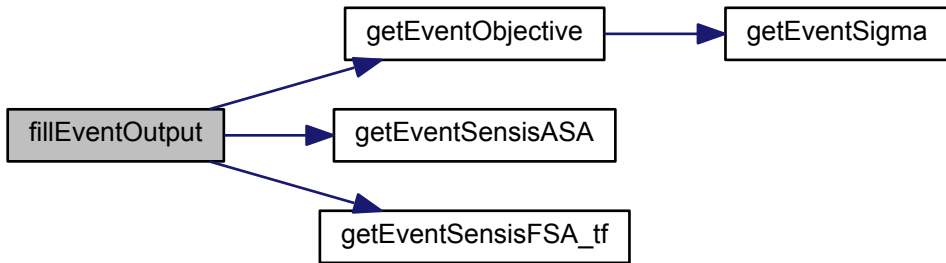 getEventObjective
getEventSigma
fillEventOutput
getEventSensisASA
getEventSensisFSA_tf